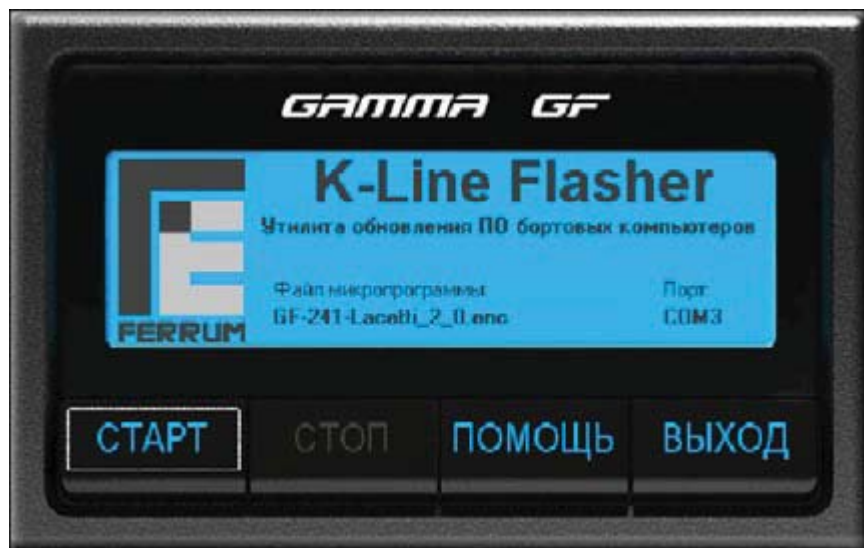 GAMMA GF
K-Line Flasher
Утилита обновления ПО бортовых компьютеров
Файл микропрограммы: Порт:
GF-241-Lacetti_2_0.enc COM3
FERRUM
СТАРТ СТОП ПОМОЩЬ ВЫХОД